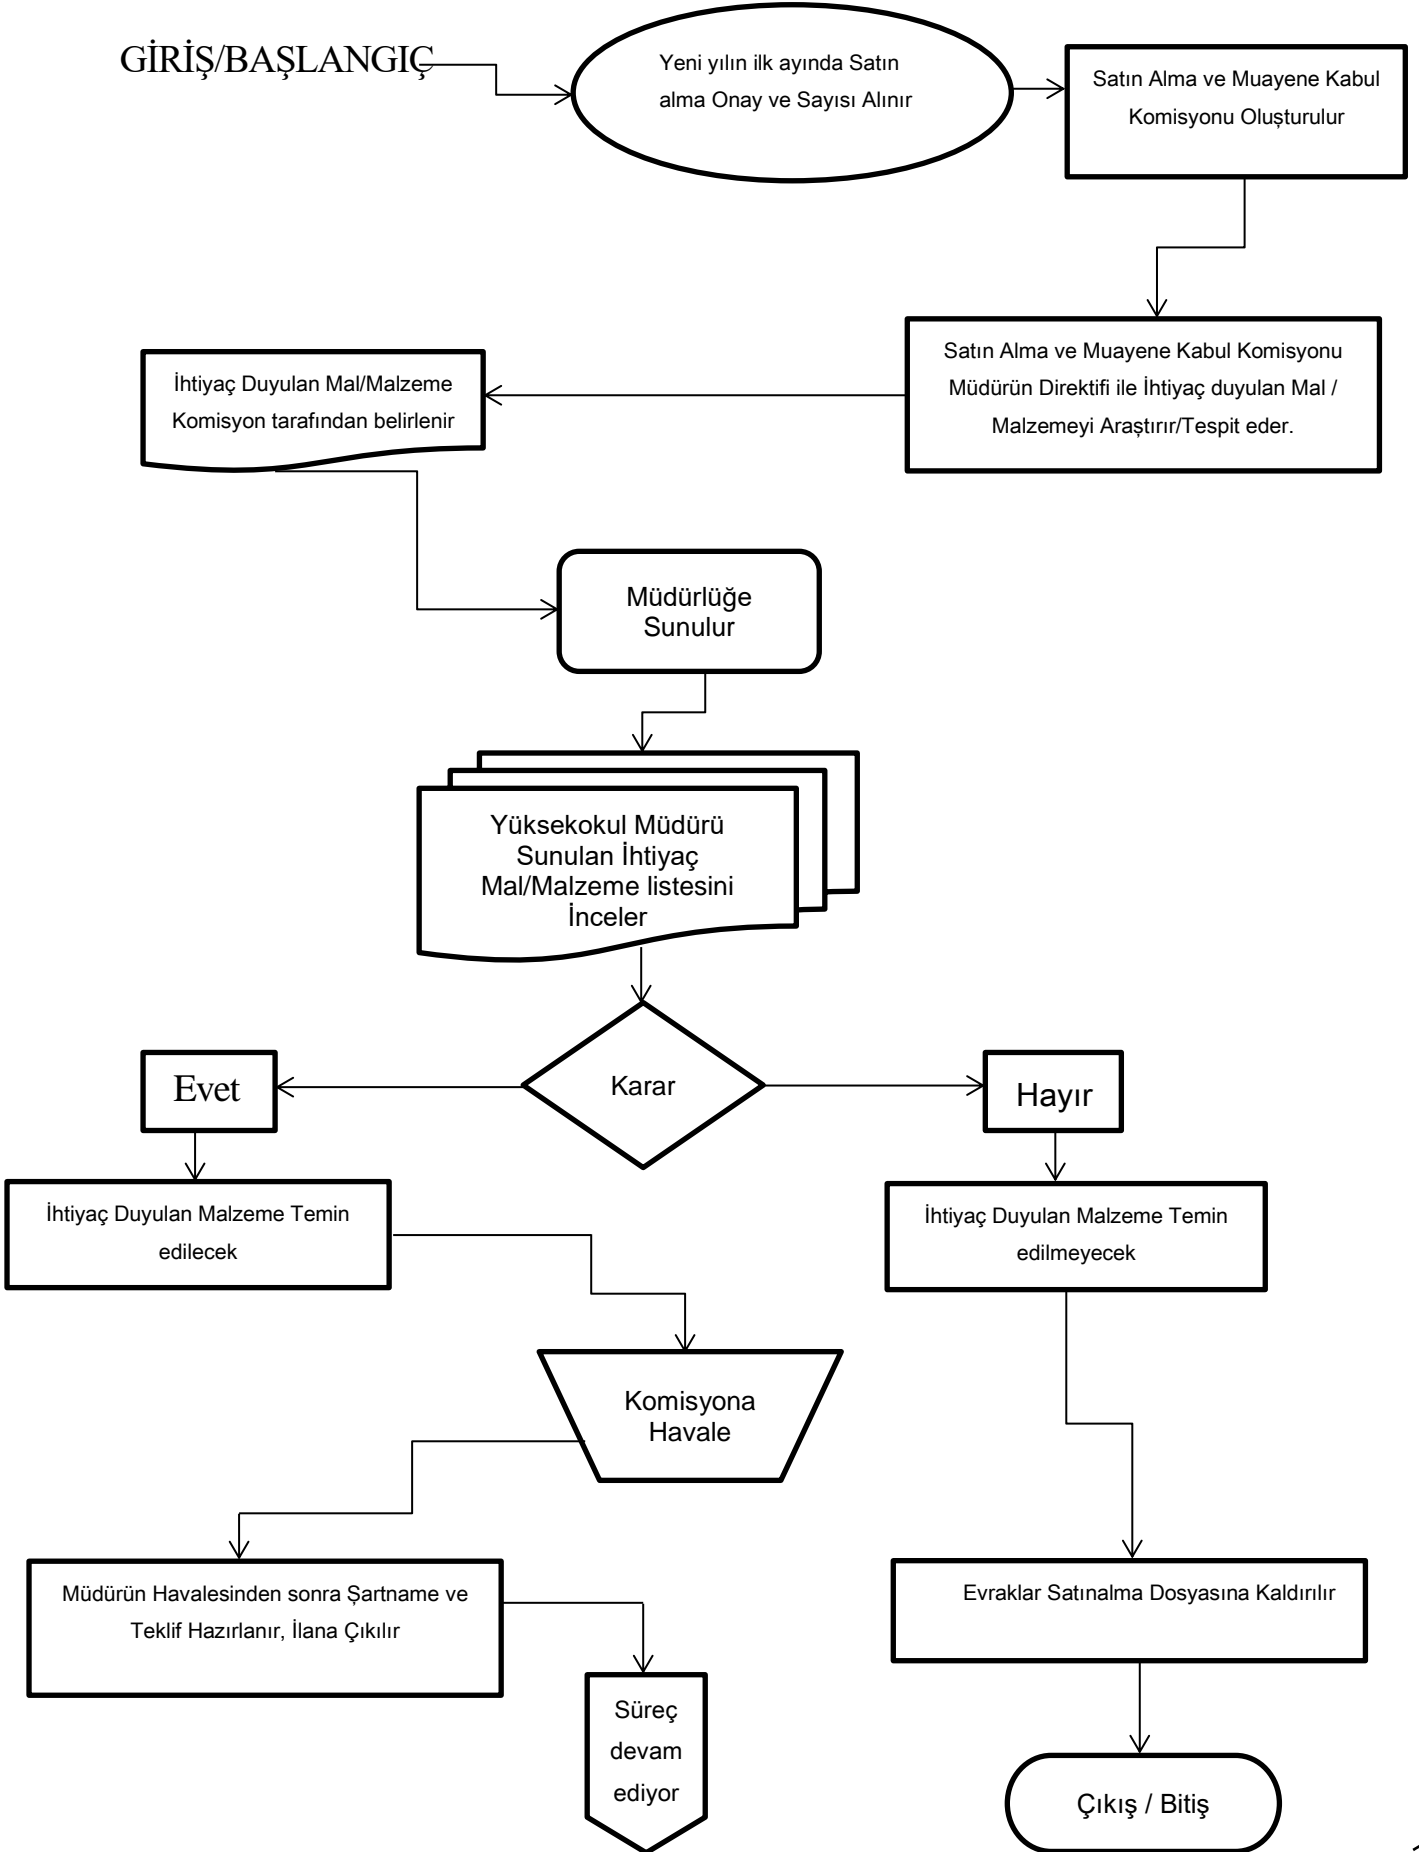 GİRİŞ/BAŞLANGIÇ
Yeni yılın ilk ayında Satın
alma Onay ve Sayısı Alınır
Satın Alma ve Muayene Kabul
Komisyonu Oluşturulur
Satın Alma ve Muayene Kabul Komisyonu
Müdürün Direktifi ile İhtiyaç duyulan Mal /
Malzemeyi Araştırır/Tespit eder.
İhtiyaç Duyulan Mal/Malzeme
Komisyon tarafından belirlenir
Müdürlüğe
Sunulur
Yüksekokul Müdürü
Sunulan İhtiyaç
Mal/Malzeme listesini
İnceler
Karar
Evet
Hayır
İhtiyaç Duyulan Malzeme Temin
edilecek
İhtiyaç Duyulan Malzeme Temin
edilmeyecek
Komisyona
Havale
Müdürün Havalesinden sonra Şartname ve
Teklif Hazırlanır, İlana Çıkılır
Evraklar Satınalma Dosyasına Kaldırılır
Süreç
devam
ediyor
Çıkış / Bitiş